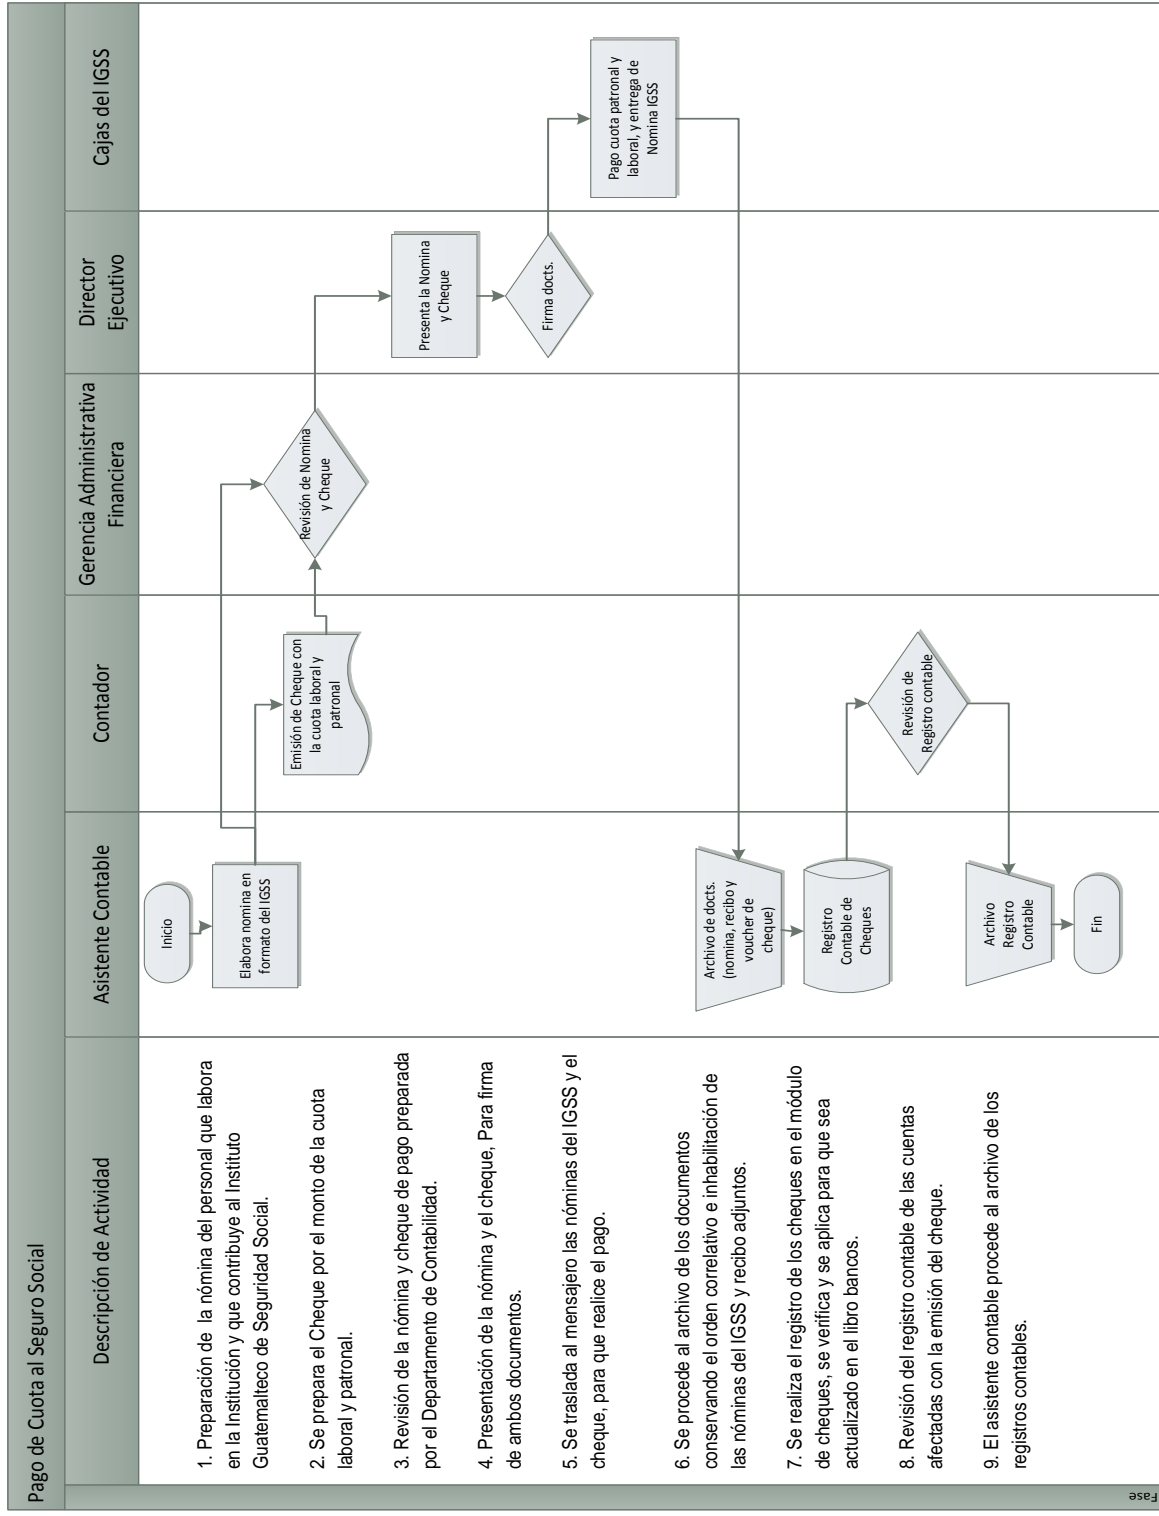 Pago de Cuota al Seguro Social
Descripción de Actividad
Asistente Contable
Contador
Gerencia Administrativa
Financiera
Director
Ejecutivo
Cajas del IGSS
1. Preparación de la nómina del personal que labora
en la Institución y que contribuye al Instituto
Guatemalteco de Seguridad Social.
2. Se prepara el Cheque por el monto de la cuota
laboral y patronal.
3. Revisión de la nómina y cheque de pago preparada
por el Departamento de Contabilidad.
4. Presentación de la nómina y el cheque, Para firma
de ambos documentos.
5. Se traslada al mensajero las nóminas del IGSS y el
cheque, para que realice el pago.
6. Se procede al archivo de los documentos
conservando el orden correlativo e inhabilitación de
las nóminas del IGSS y recibo adjuntos.
7. Se realiza el registro de los cheques en el módulo
de cheques, se verifica y se aplica para que sea
actualizado en el libro bancos.
8. Revisión del registro contable de las cuentas
afectadas con la emisión del cheque.
9. El asistente contable procede al archivo de los
registros contables.
Inicio
Elabora nomina en
formato del IGSS
Emisión de Cheque con
la cuota laboral y
patronal
Revisión de Nomina
y Cheque
Presenta la Nomina
y Cheque
Firma docts.
Pago cuota patronal y
laboral, y entrega de
Nomina IGSS
Archivo de docts.
(nomina, recibo y
voucher de
cheque)
Registro
Contable de
Cheques
Revisión de
Registro contable
Archivo
Registro
Contable
Fin
Fase